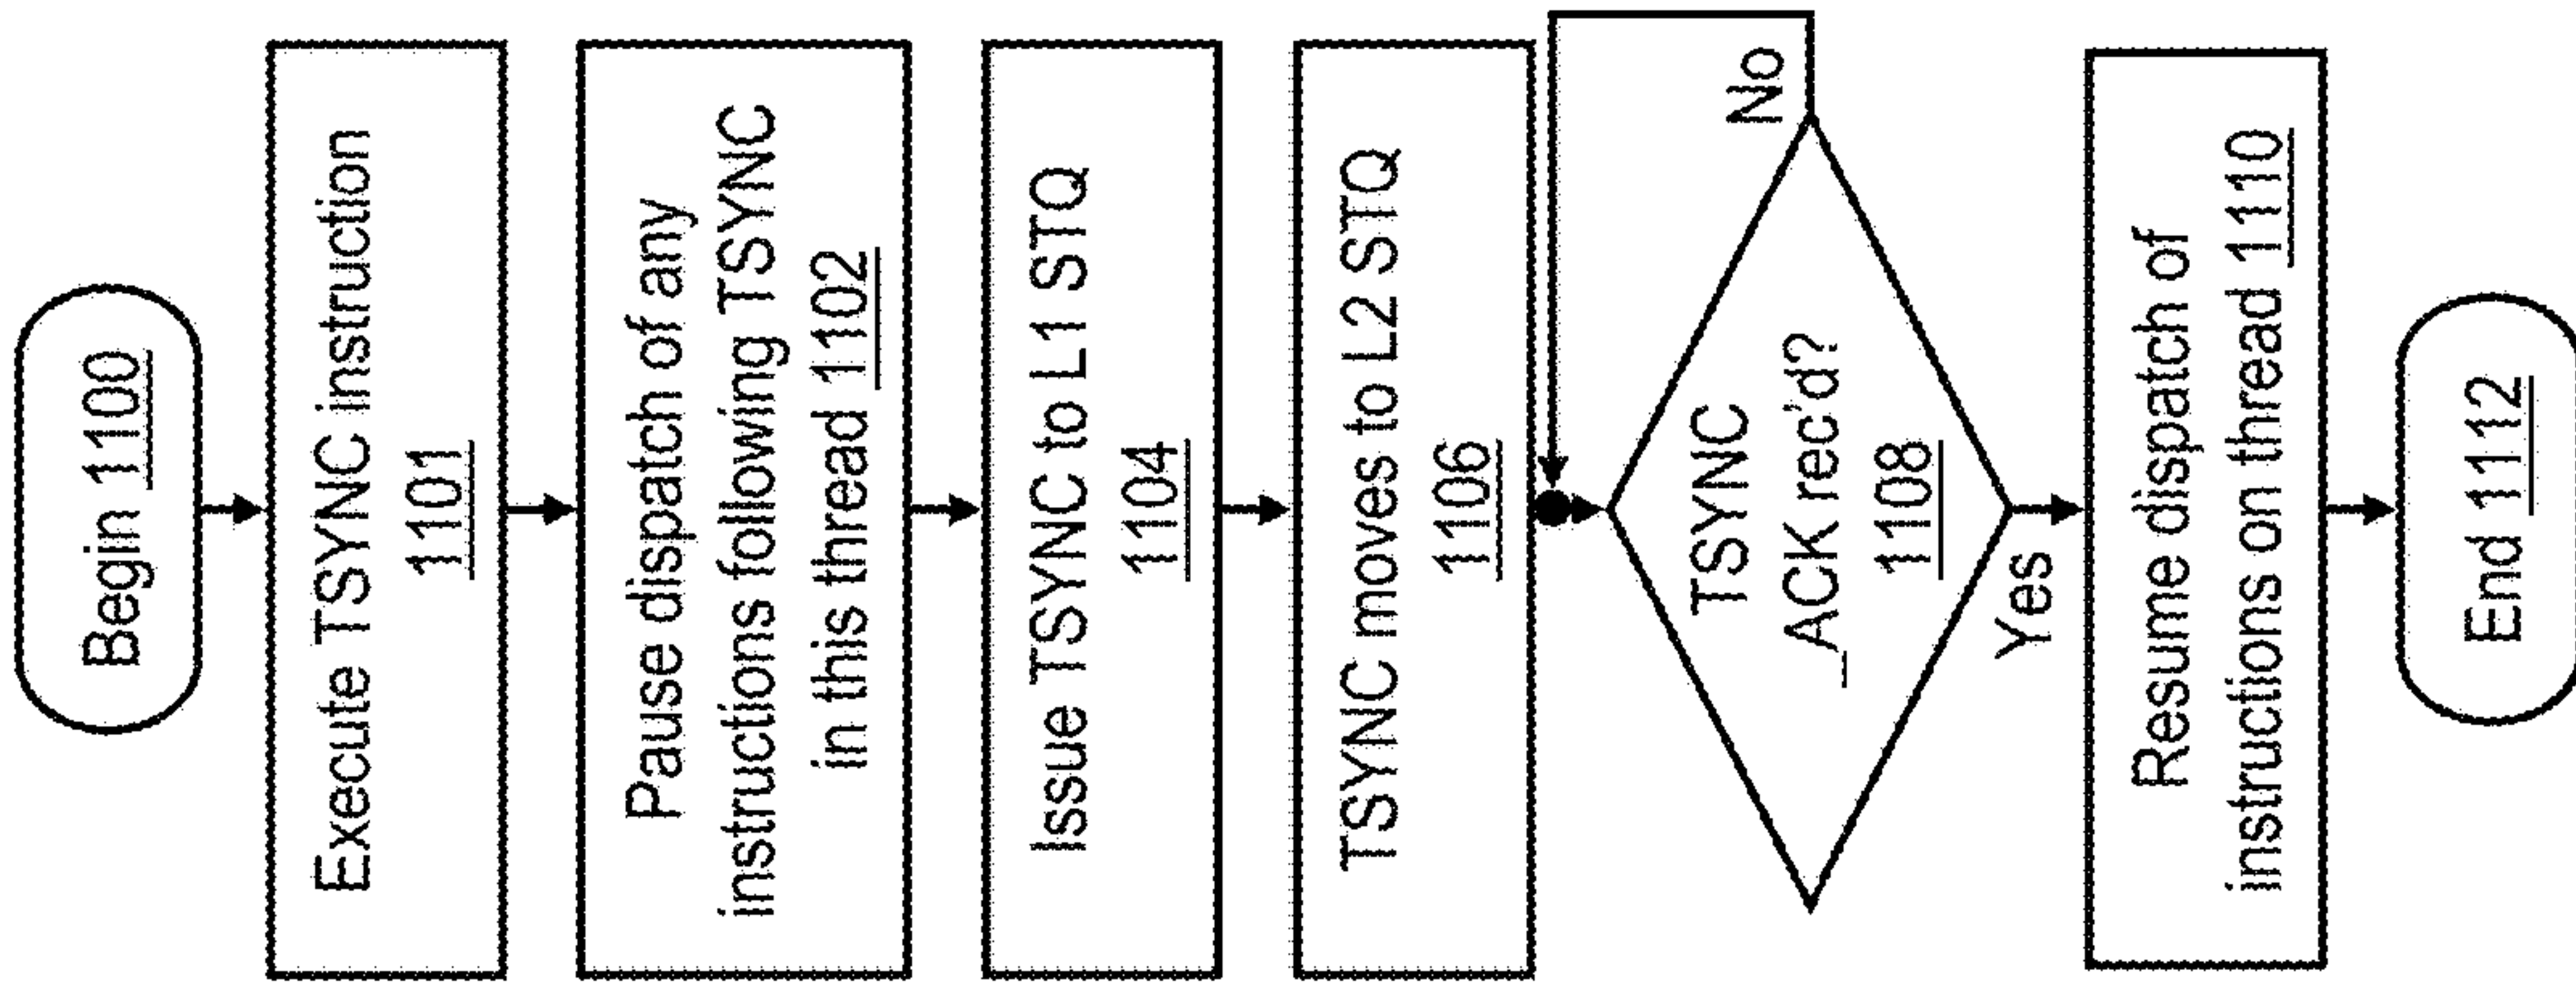 Begin 1100
Execute TSYNC instruction
1101
Pause dispatch of any
instructions following TSYNC
in this thread 1102
Issue TSYNC to L1 STQ
1104
TSYNC moves to L2 STQ
1106
TSYNC
_ACK rec'd?
1108
No
Yes
Resume dispatch of
instructions on thread 1110
End 1112